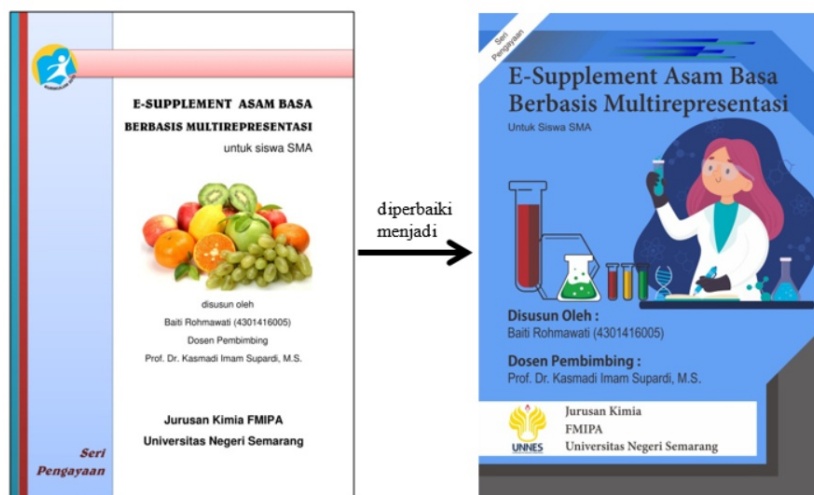 E-SUPPLEMENT ASAM BASA
BERBASIS MULTIREPRESENTASI
untuk siswa SMA
disusun oleh
Baiti Rohmawati (4301416005)
Dosen Pembimbing
Prof. Dr. Kasmadi Imam Supardi, M.S.
Jurusan Kimia FMIPA
Universitas Negeri Semarang
Seri
Pengayaan
diperbaiki
menjadi
Seri
Pengayaan
E-Supplement Asam Basa
Berbasis Multirepresentasi
Untuk Siswa SMA
Disusun Oleh :
Baiti Rohmawati (4301416005)
Dosen Pembimbing :
Prof. Dr. Kasmadi Imam Supardi, M.S.
UNNES
Jurusan Kimia
FMIPA
Universitas Negeri Semarang